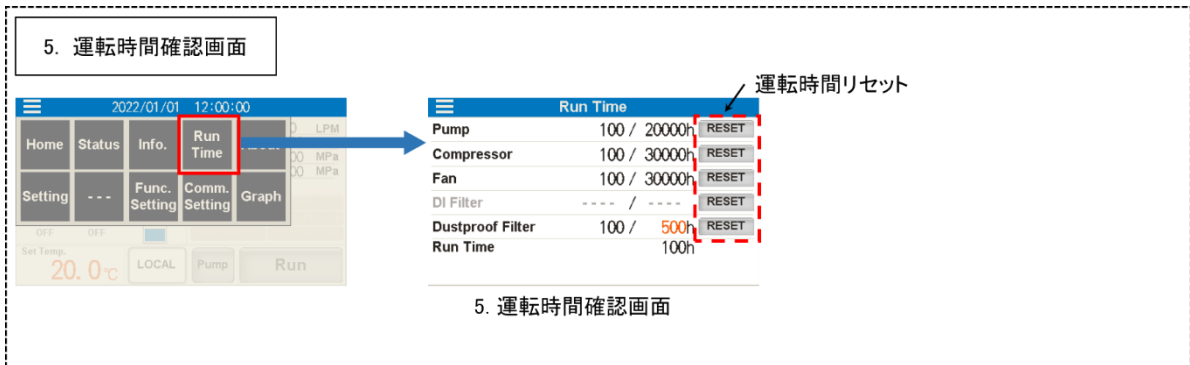 5. 運転時間確認画面
運転時間リセット
2022/01/01 12:00:00
Home Status Info. Run Time
LPM
MPa
MPa
Setting --- Func. Setting Comm. Setting Graph
OFF OFF
Set Temp.
20.0℃ LOCAL Pump Run
Run Time
Pump 100 / 20000h RESET
Compressor 100 / 30000h RESET
Fan 100 / 30000h RESET
DI Filter ---- / ---- RESET
Dustproof Filter 100 / 500h RESET
Run Time 100h
5. 運転時間確認画面